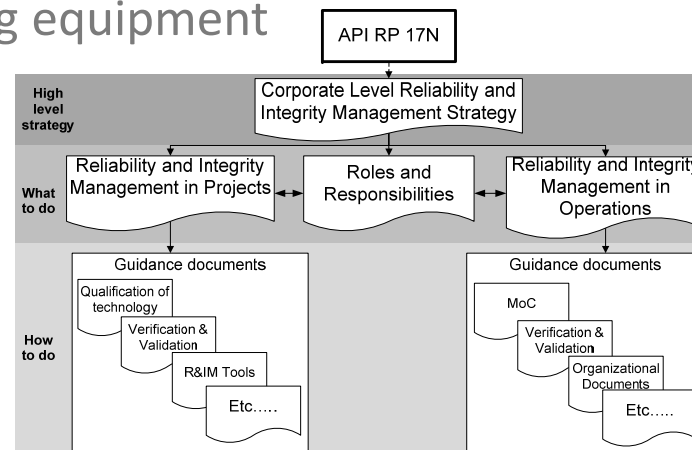 g equipment
API RP 17N
High
level
strategy
Corporate Level Reliability and
Integrity Management Strategy
What
to do
Reliability and Integrity
Management in Projects
Roles and
Responsibilities
Reliability and Integrity
Management in
Operations
How
to do
Guidance documents
Qualification of
technology
Verification &
Validation
R&IM Tools
Etc.....
Guidance documents
MoC
Verification &
Validation
Organizational
Documents
Etc.....